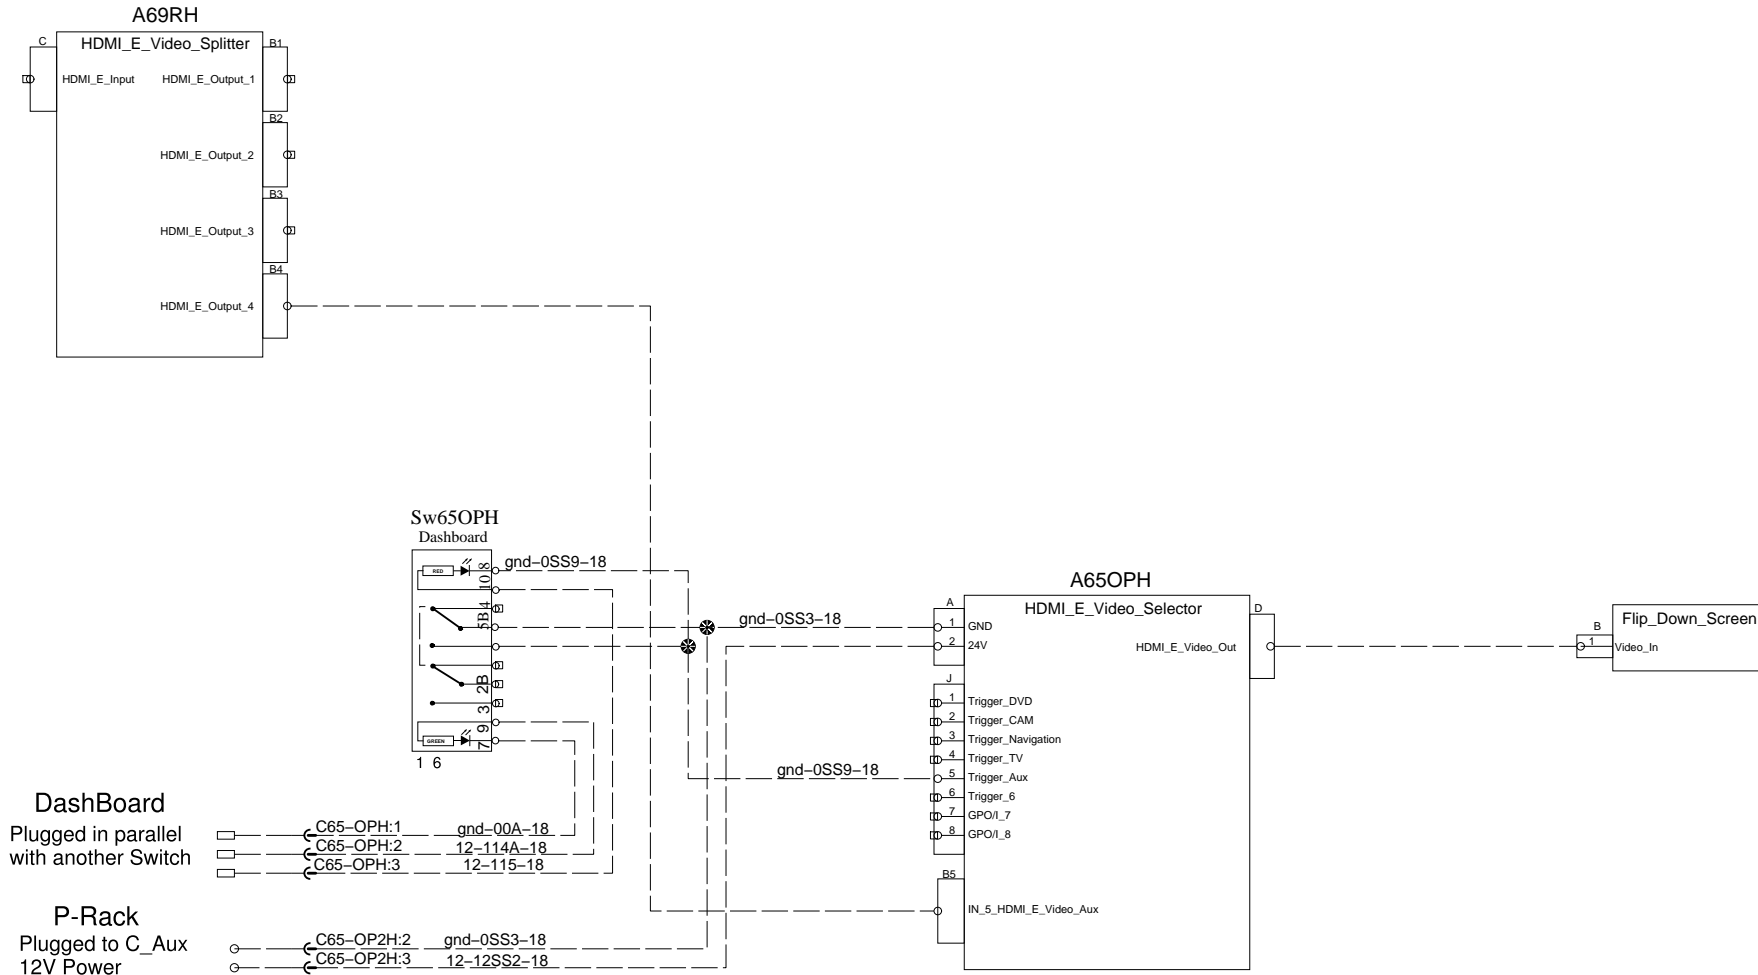 A69RH
HDMI_E_Video_Splitter
C
B1
HDMI_E_Input
HDMI_E_Output_1
B2
HDMI_E_Output_2
B3
HDMI_E_Output_3
B4
HDMI_E_Output_4
Sw65OPH
Dashboard
RED
8
10
4
5B
2B
3
9
GREEN
7
1 6
gnd-0SS9-18
gnd-0SS3-18
gnd-0SS9-18
A65OPH
HDMI_E_Video_Selector
A
1 GND
2 24V
D
HDMI_E_Video_Out
J
1 Trigger_DVD
2 Trigger_CAM
3 Trigger_Navigation
4 Trigger_TV
5 Trigger_Aux
6 Trigger_6
7 GPO/I_7
8 GPO/I_8
B5
IN_5_HDMI_E_Video_Aux
Flip_Down_Screen
B
1 Video_In
DashBoard
Plugged in parallel
with another Switch
C65-OPH:1 gnd-00A-18
C65-OPH:2 12-114A-18
C65-OPH:3 12-115-18
P-Rack
Plugged to C_Aux
12V Power
C65-OP2H:2 gnd-0SS3-18
C65-OP2H:3 12-12SS2-18